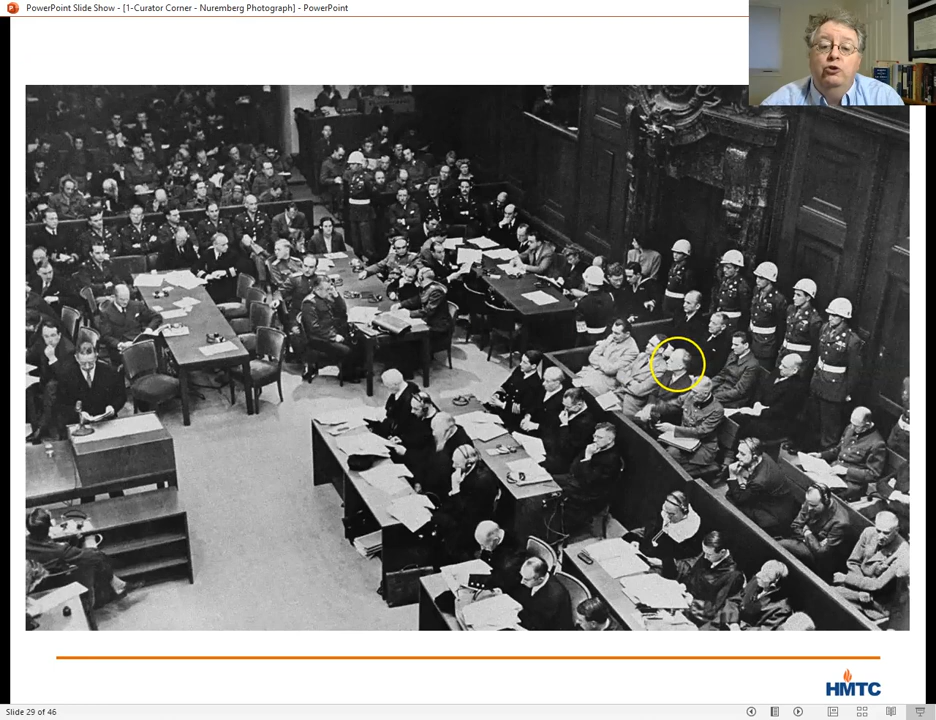 PowerPoint Slide Show - [1-Curator Corner - Nuremberg Photograph] - PowerPoint
HMTC
Slide 29 of 46